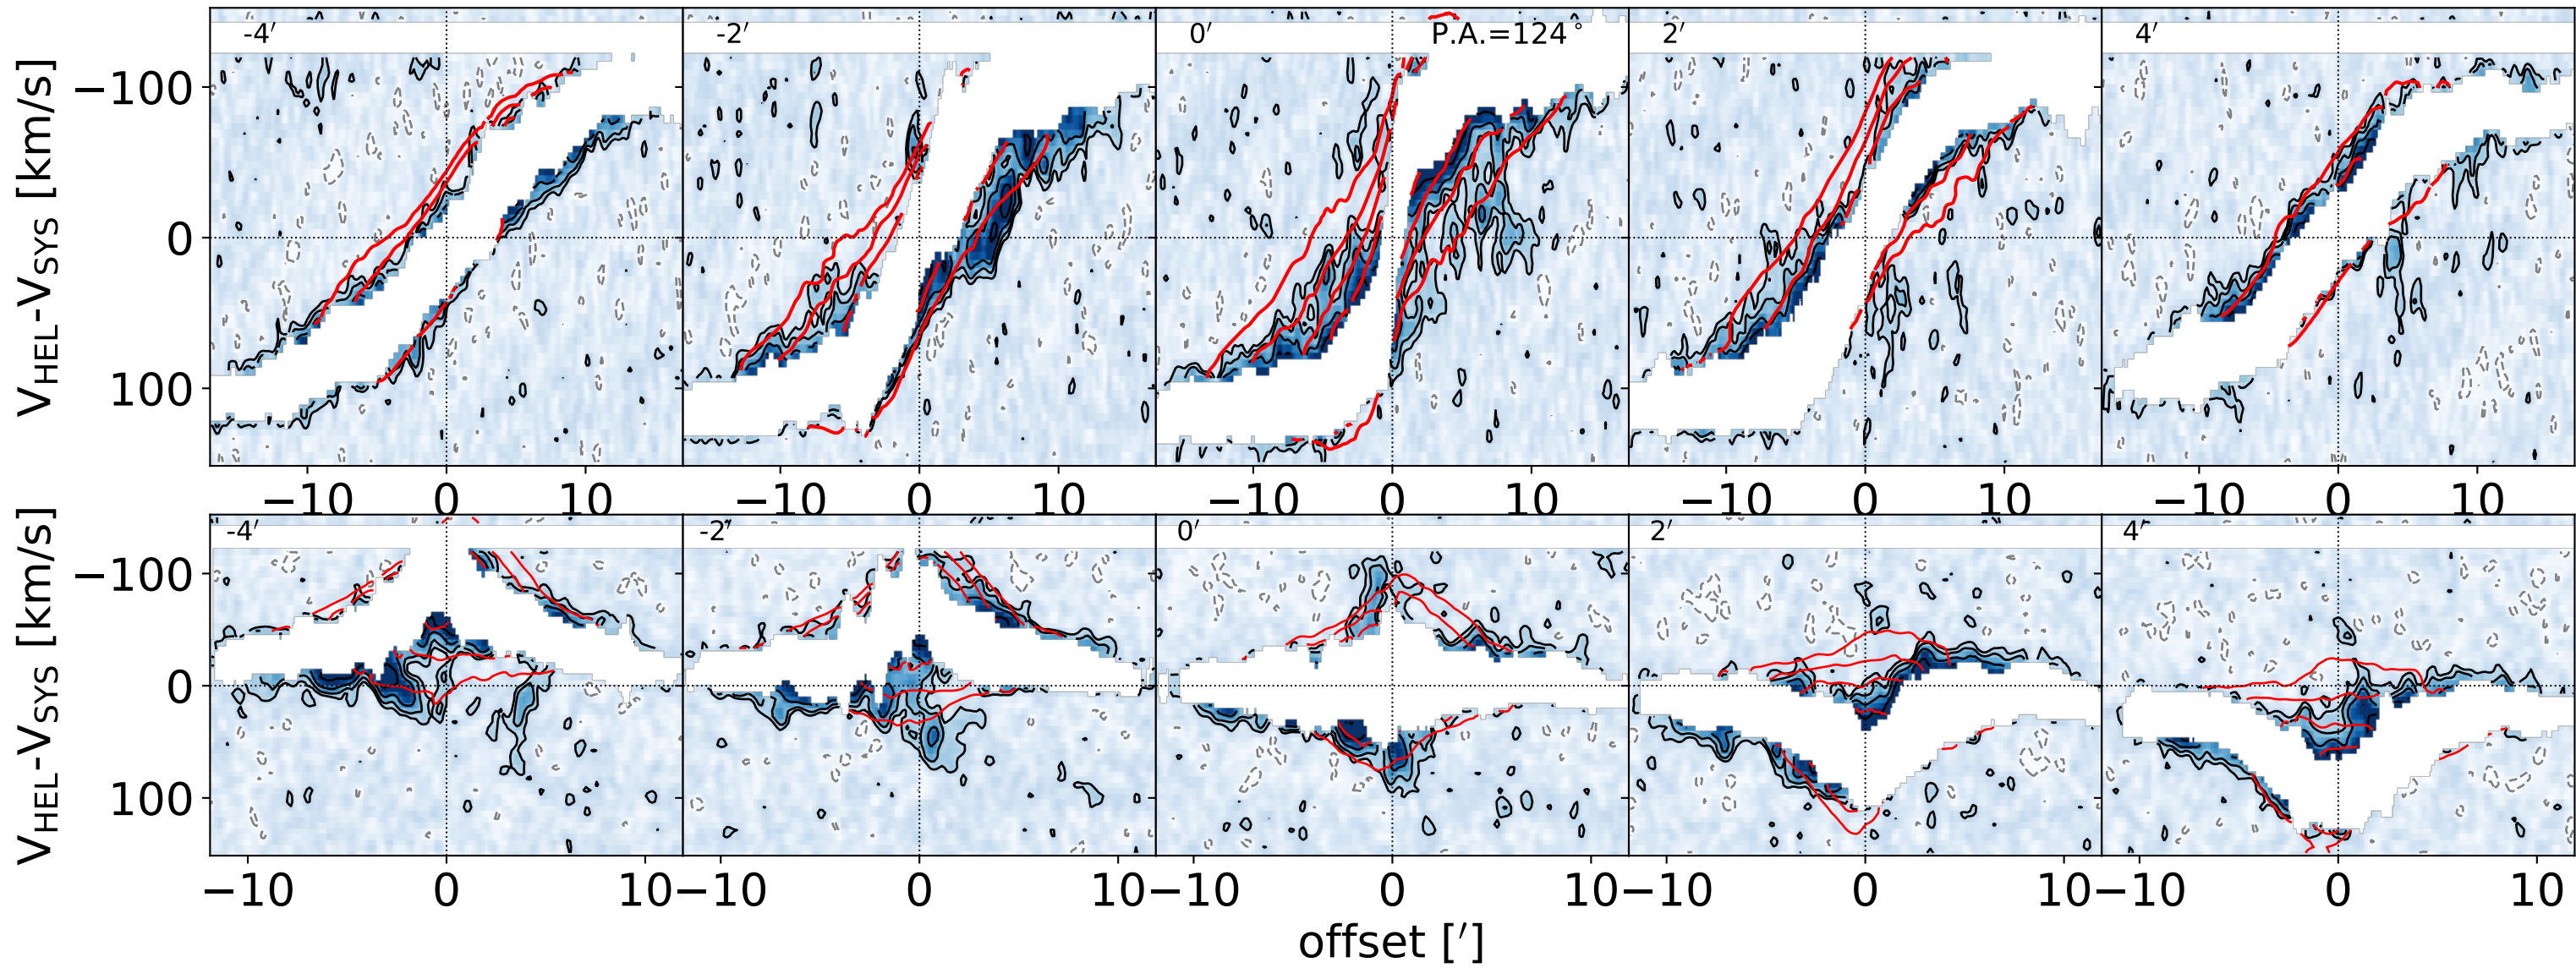 -4′ -2′ 0′ P.A.=124° 2′ 4′
V_HEL-V_SYS [km/s]
−100
0
100
−10 0 10 −10 0 10 −10 0 10 −10 0 10 −10 0 10
-4′ -2′ 0′ 2′ 4′
V_HEL-V_SYS [km/s]
−100
0
100
−10 0 10 −10 0 10 −10 0 10 −10 0 10 −10 0 10
offset [′]